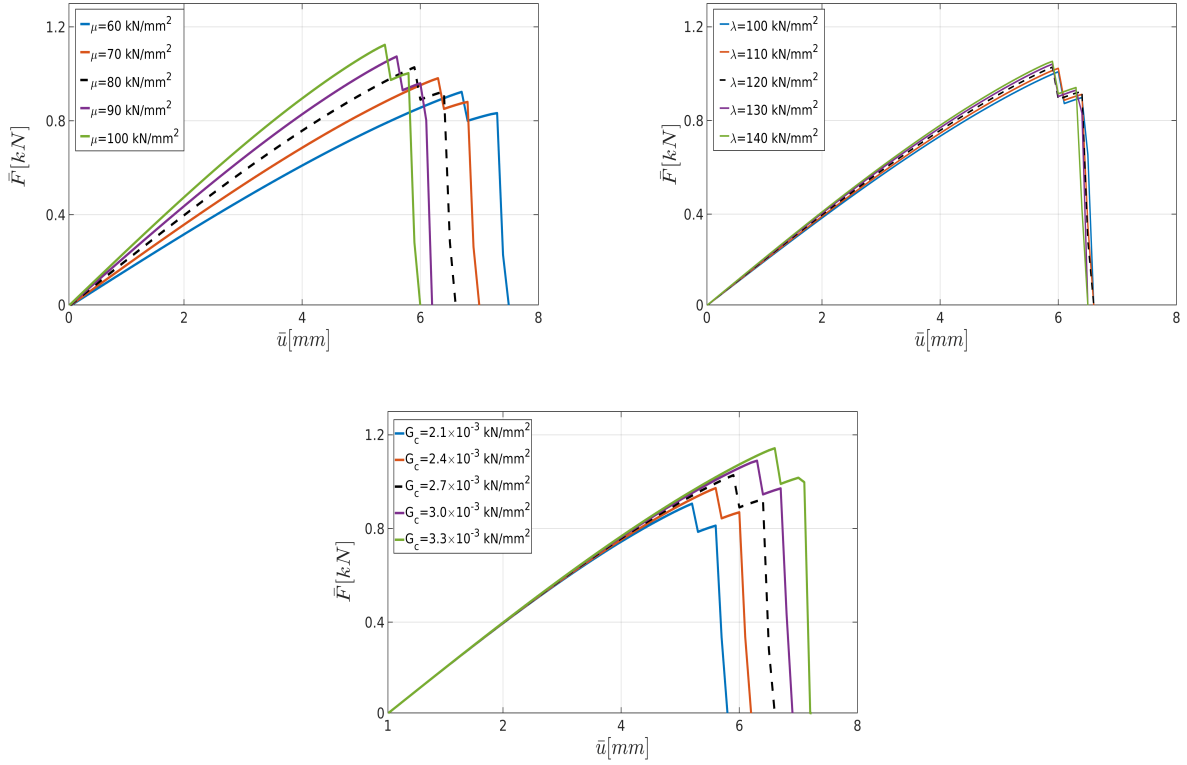 1.2
0.8
0.4
0
F̄[kN]
μ=60 kN/mm²
μ=70 kN/mm²
μ=80 kN/mm²
μ=90 kN/mm²
μ=100 kN/mm²
0 2 4 6 8
ū[mm]
1.2
0.8
0.4
0
F̄[kN]
λ=100 kN/mm²
λ=110 kN/mm²
λ=120 kN/mm²
λ=130 kN/mm²
λ=140 kN/mm²
0 2 4 6 8
ū[mm]
1.2
0.8
0.4
0
F̄[kN]
G_c=2.1×10⁻³ kN/mm²
G_c=2.4×10⁻³ kN/mm²
G_c=2.7×10⁻³ kN/mm²
G_c=3.0×10⁻³ kN/mm²
G_c=3.3×10⁻³ kN/mm²
1 2 4 6 8
ū[mm]